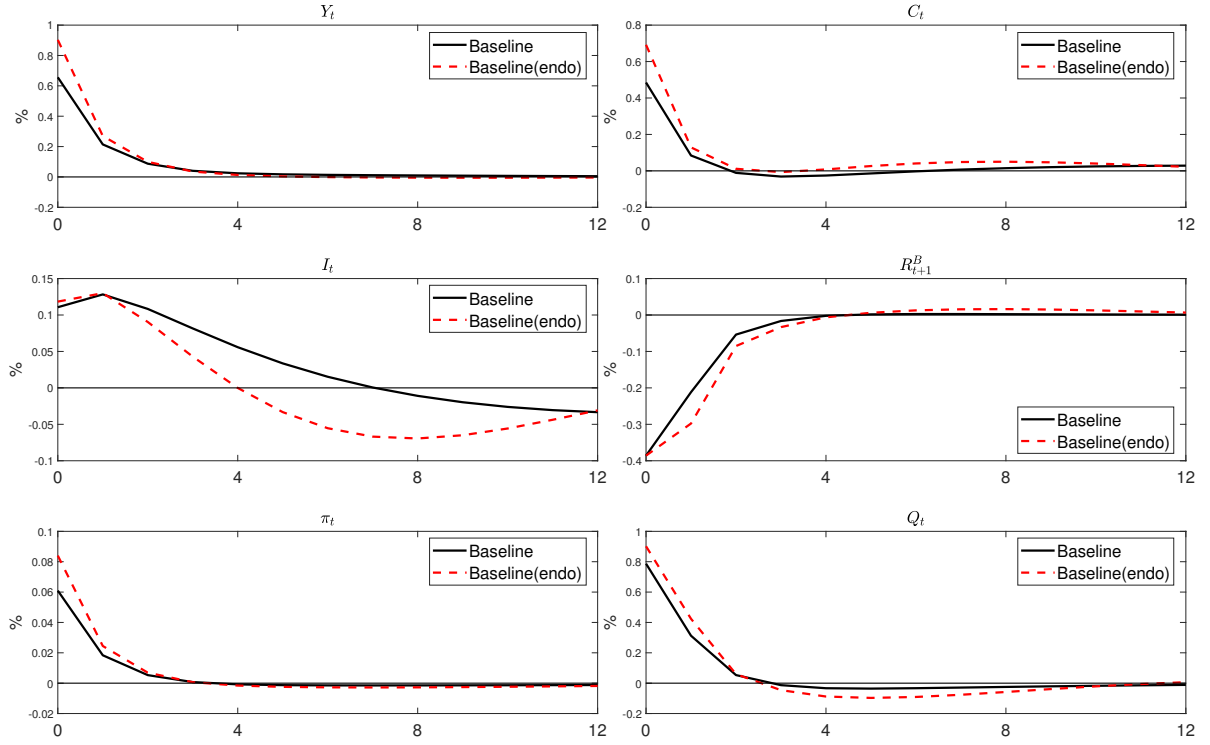 Y_t
1
0.8
0.6
0.4
0.2
0
-0.2
%
Baseline
Baseline(endo)
0 4 8 12
C_t
0.8
0.6
0.4
0.2
0
-0.2
%
Baseline
Baseline(endo)
0 4 8 12
I_t
0.15
0.1
0.05
0
-0.05
-0.1
%
Baseline
Baseline(endo)
0 4 8 12
R^B_{t+1}
0.1
0
-0.1
-0.2
-0.3
-0.4
%
Baseline
Baseline(endo)
0 4 8 12
π_t
0.1
0.08
0.06
0.04
0.02
0
-0.02
%
Baseline
Baseline(endo)
0 4 8 12
Q_t
1
0.8
0.6
0.4
0.2
0
-0.2
%
Baseline
Baseline(endo)
0 4 8 12